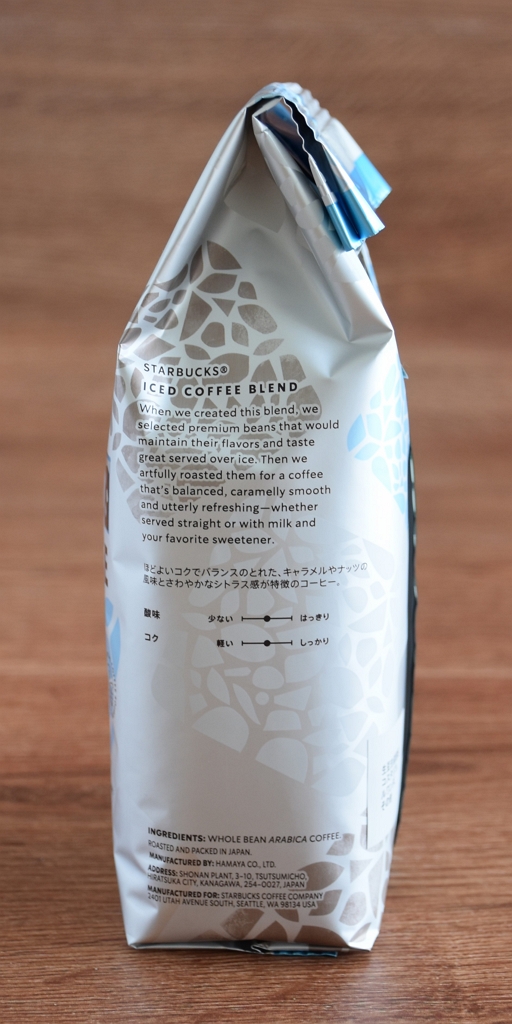 STARBUCKS®
ICED COFFEE BLEND
When we created this blend, we
selected premium beans that would
maintain their flavors and taste
great served over ice. Then we
artfully roasted them for a coffee
that's balanced, caramelly smooth
and utterly refreshing—whether
served straight or with milk and
your favorite sweetener.
ほどよいコクでバランスのとれた、キャラメルやナッツの
風味とさわやかなシトラス感が特徴のコーヒー。
酸味 少ない はっきり
コク 軽い しっかり
INGREDIENTS: WHOLE BEAN ARABICA COFFEE.
ROASTED AND PACKED IN JAPAN.
MANUFACTURED BY: HAMAYA CO., LTD.
ADDRESS: SHONAN PLANT, 3-10, TSUTSUMICHO,
HIRATSUKA CITY, KANAGAWA, 254-0027, JAPAN
MANUFACTURED FOR: STARBUCKS COFFEE COMPANY
2401 UTAH AVENUE SOUTH, SEATTLE, WA 98134 USA